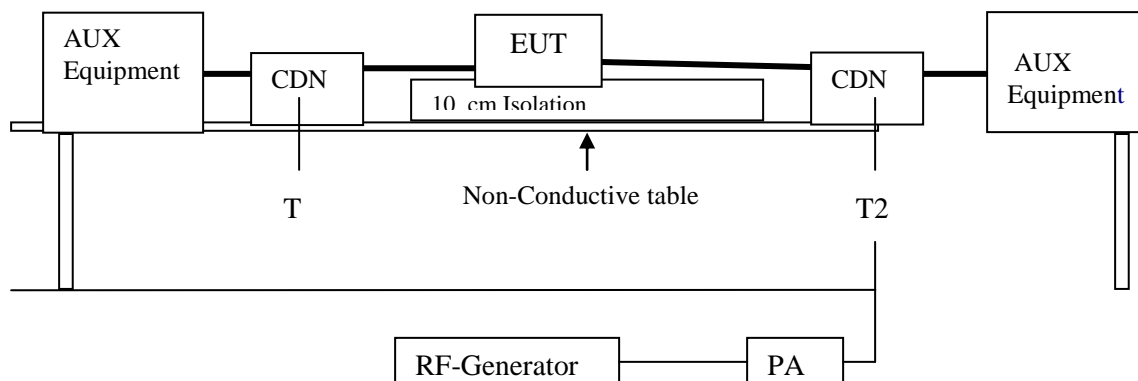 AUX
Equipment
CDN
EUT
10 cm Isolation
CDN
AUX
Equipment
Non-Conductive table
T
T2
RF-Generator
PA